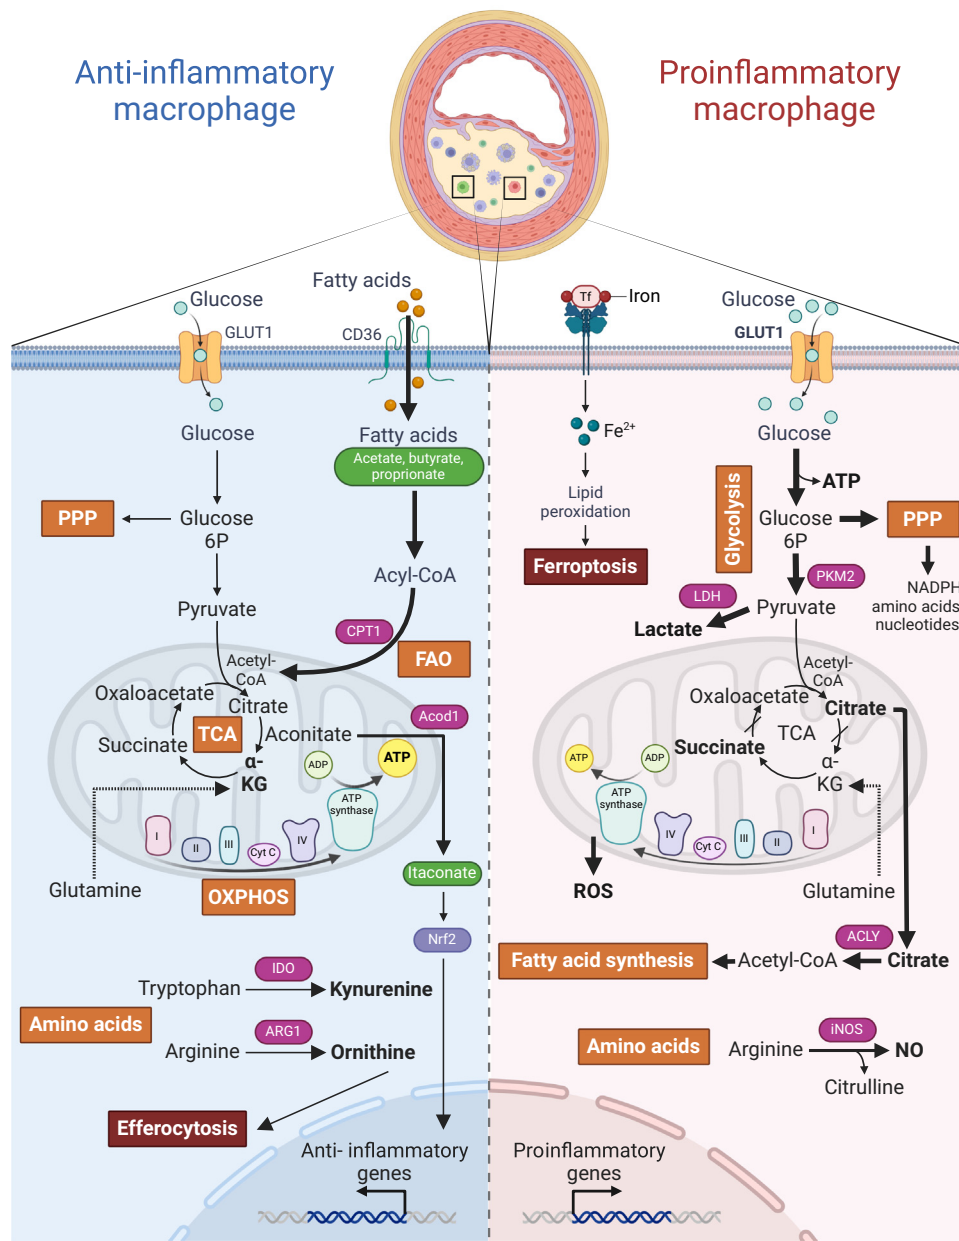 Anti-inflammatory
macrophage
Proinflammatory
macrophage
Glucose
GLUT1
Fatty acids
CD36
Glucose
Fatty acids
Acetate, butyrate,
proprionate
PPP
Glucose
6P
Acyl-CoA
Pyruvate
CPT1
FAO
Acetyl-
CoA
Oxaloacetate
Citrate
TCA
Aconitate
Acod1
Succinate
α-
KG
ADP
ATP
ATP
synthase
I
II
III
Cyt C
IV
Glutamine
OXPHOS
Itaconate
Nrf2
IDO
Tryptophan
Kynurenine
Amino acids
ARG1
Arginine
Ornithine
Efferocytosis
Anti- inflammatory
genes
Tf
Iron
Glucose
GLUT1
Fe2+
Glucose
Lipid
peroxidation
Ferroptosis
Glycolysis
ATP
Glucose
6P
PPP
PKM2
NADPH
amino acids
nucleotides
LDH
Pyruvate
Lactate
Acetyl-
CoA
Oxaloacetate
Citrate
TCA
Succinate
α-
KG
ATP
ADP
ATP
synthase
IV
Cyt C
III
II
I
ROS
Glutamine
ACLY
Fatty acid synthesis
Acetyl-CoA
Citrate
iNOS
Amino acids
Arginine
NO
Citrulline
Proinflammatory
genes